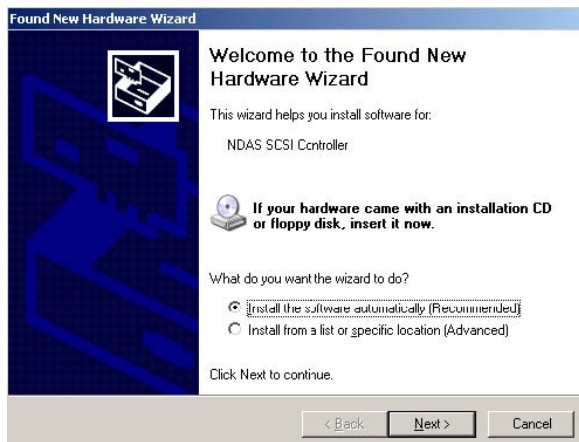 Found New Hardware Wizard
Welcome to the Found New
Hardware Wizard
This wizard helps you install software for:
NDAS SCSI Controller
If your hardware came with an installation CD
or floppy disk, insert it now.
What do you want the wizard to do?
Install the software automatically (Recommended)
Install from a list or specific location (Advanced)
Click Next to continue.
< Back
Next >
Cancel